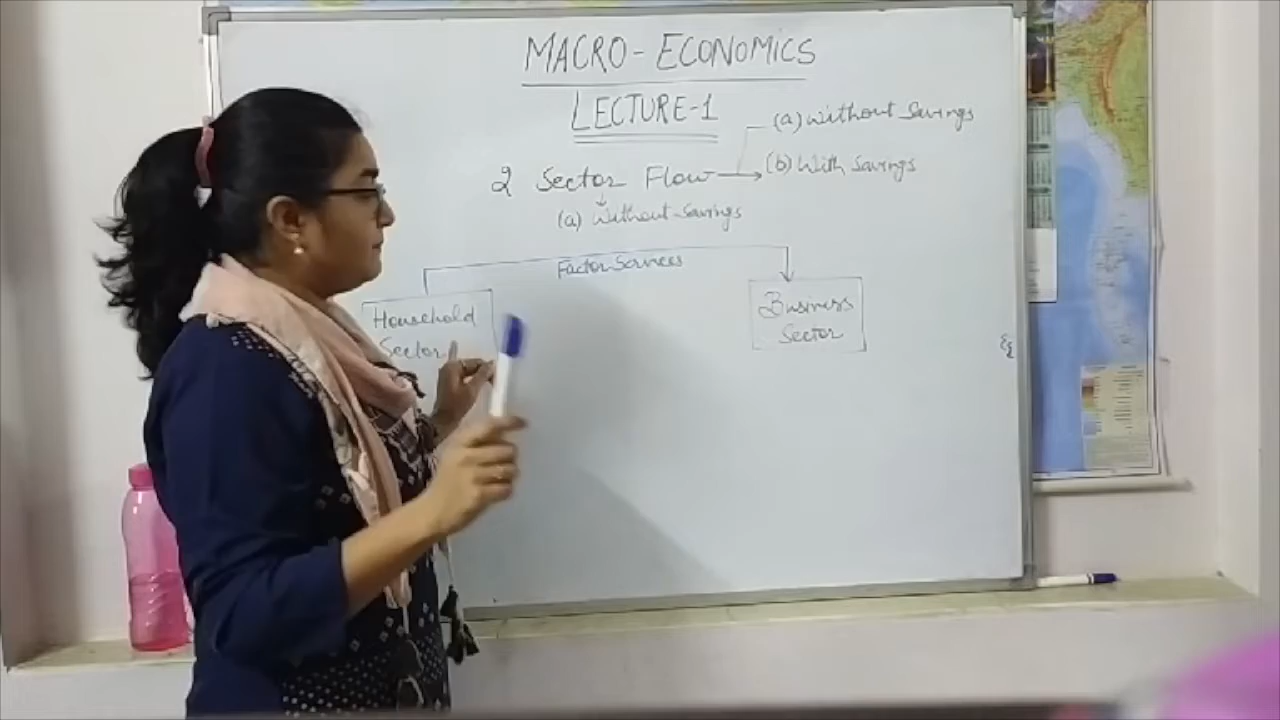 MACRO-ECONOMICS
LECTURE-1
(a) Without Savings
2 Sector Flow
(b) With Savings
(a) Without Savings
Factor Services
Household
Sector
Business
Sector